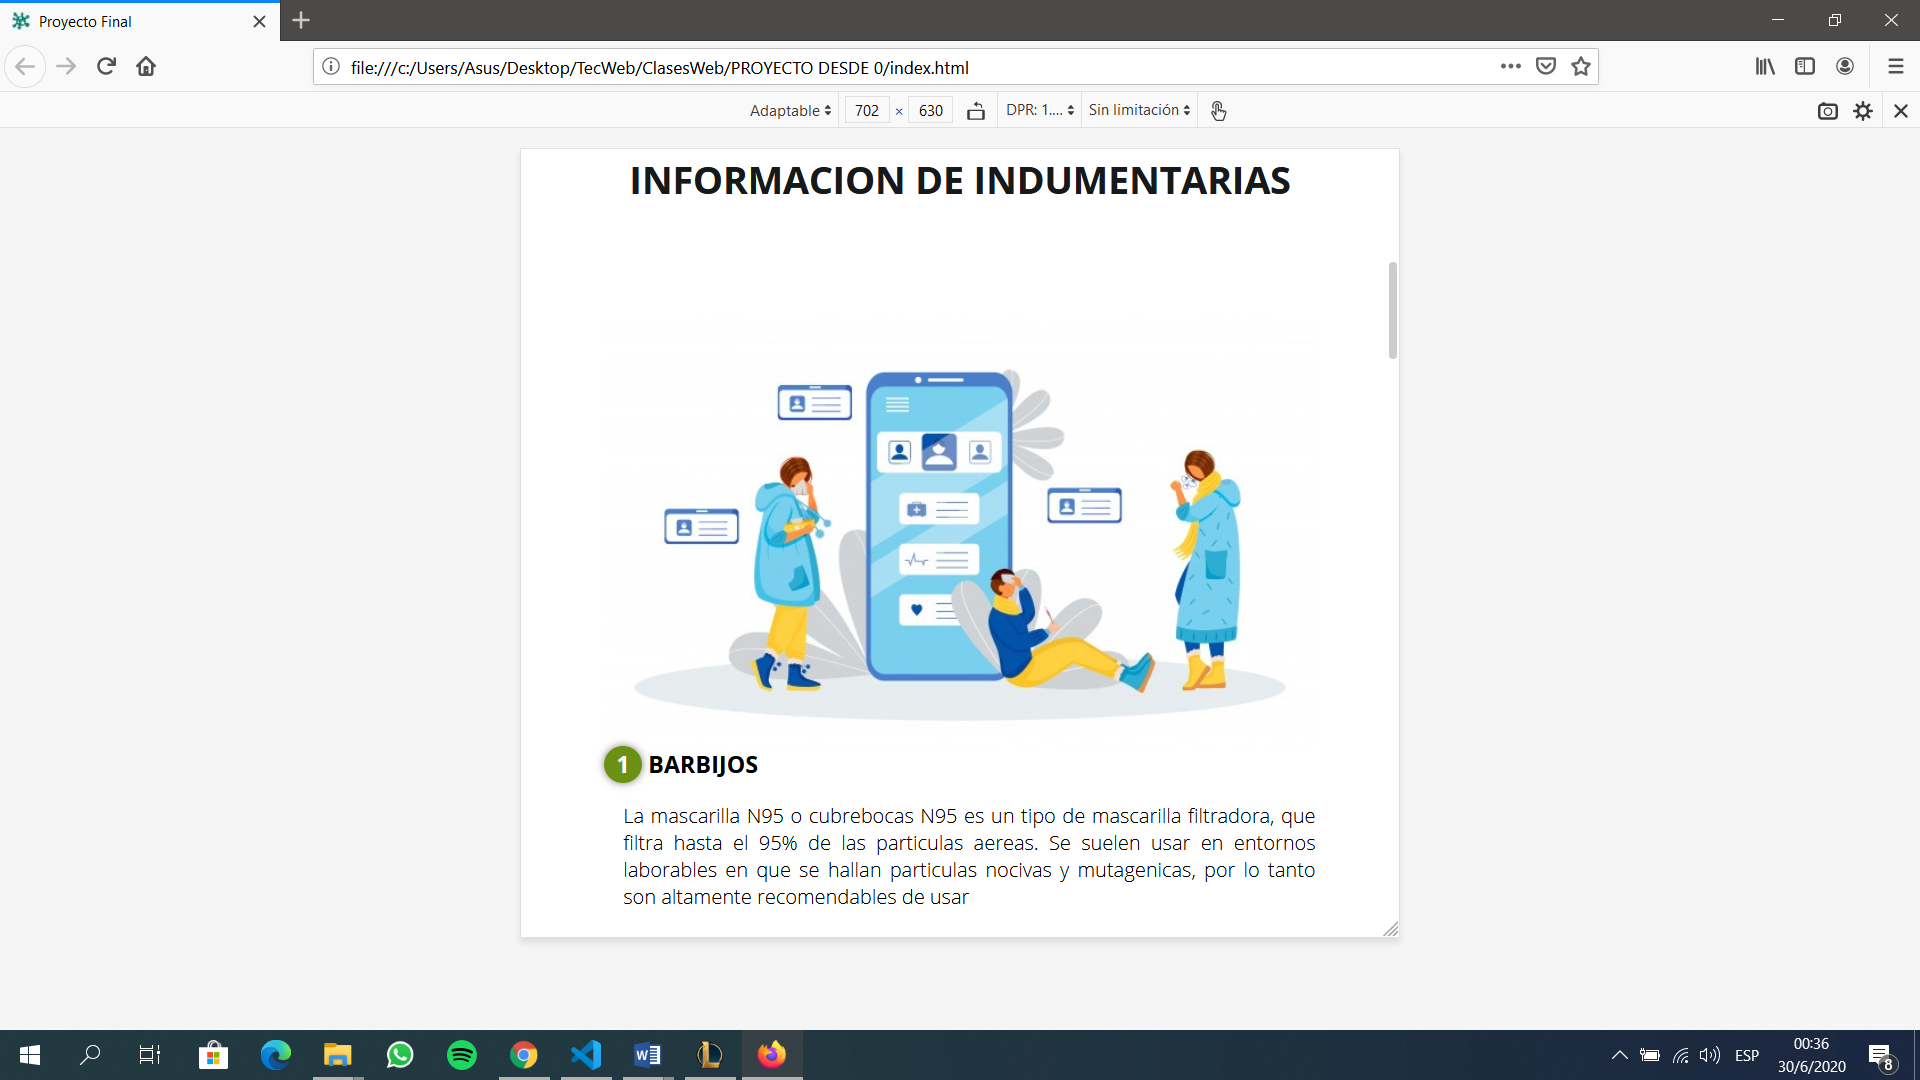 Proyecto Final
file:///c:/Users/Asus/Desktop/TecWeb/ClasesWeb/PROYECTO DESDE 0/index.html
Adaptable 702 × 630 DPR: 1.... Sin limitación
INFORMACION DE INDUMENTARIAS
1 BARBIJOS
La mascarilla N95 o cubrebocas N95 es un tipo de mascarilla filtradora, que
filtra hasta el 95% de las particulas aereas. Se suelen usar en entornos
laborables en que se hallan particulas nocivas y mutagenicas, por lo tanto
son altamente recomendables de usar
ESP
00:36
30/6/2020
8